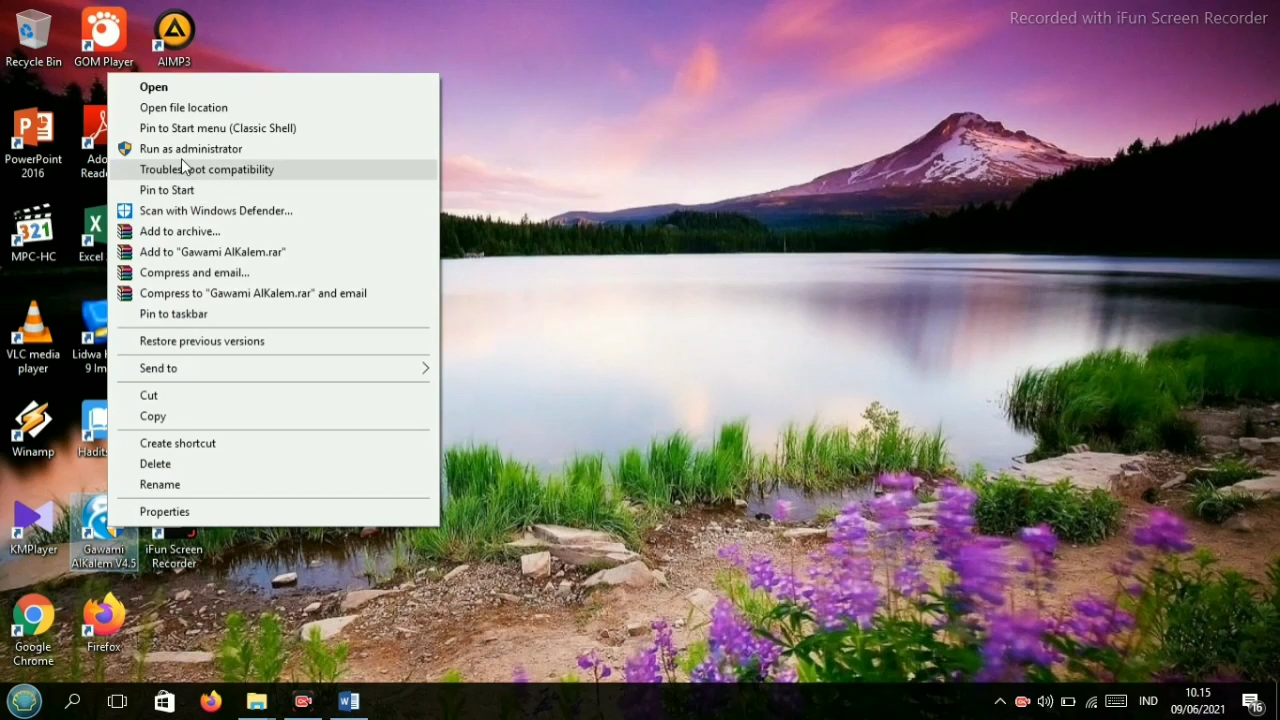 Recorded with iFun Screen Recorder
Recycle Bin
GOM Player
AIMP3
PowerPoint
2016
MPC-HC
Excel
VLC media
player
Lidwa
Winamp
KMPlayer
Gawami
AlKalem V4.5
iFun Screen
Recorder
Google
Chrome
Firefox
Open
Open file location
Pin to Start menu (Classic Shell)
Run as administrator
Troubleshoot compatibility
Pin to Start
Scan with Windows Defender...
Add to archive...
Add to "Gawami AlKalem.rar"
Compress and email...
Compress to "Gawami AlKalem.rar" and email
Pin to taskbar
Restore previous versions
Send to
Cut
Copy
Create shortcut
Delete
Rename
Properties
IND
10.15
09/06/2021
16